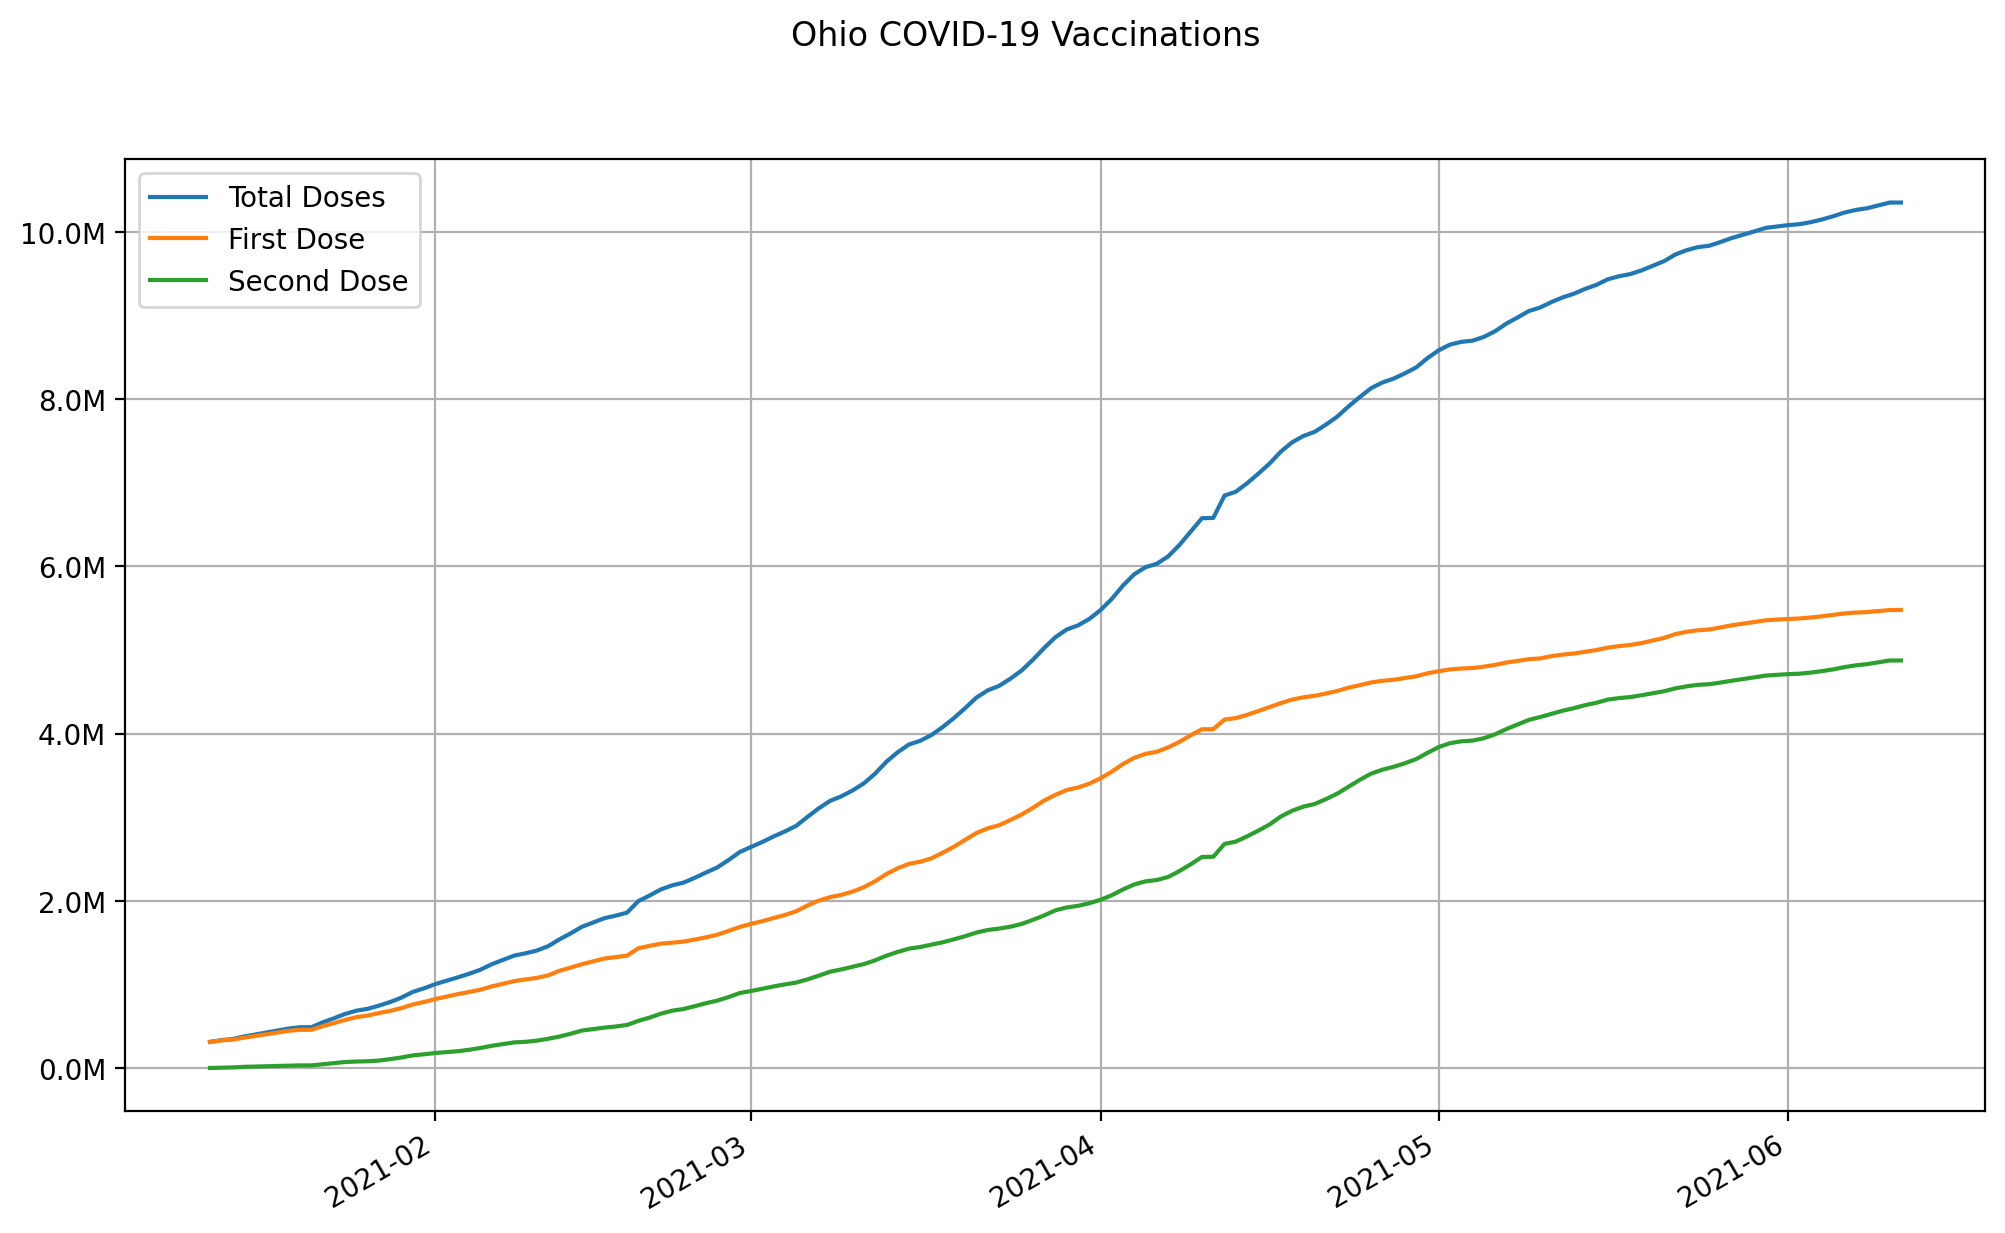 Ohio COVID-19 Vaccinations
Total Doses
First Dose
Second Dose
10.0M
8.0M
6.0M
4.0M
2.0M
0.0M
2021-02
2021-03
2021-04
2021-05
2021-06